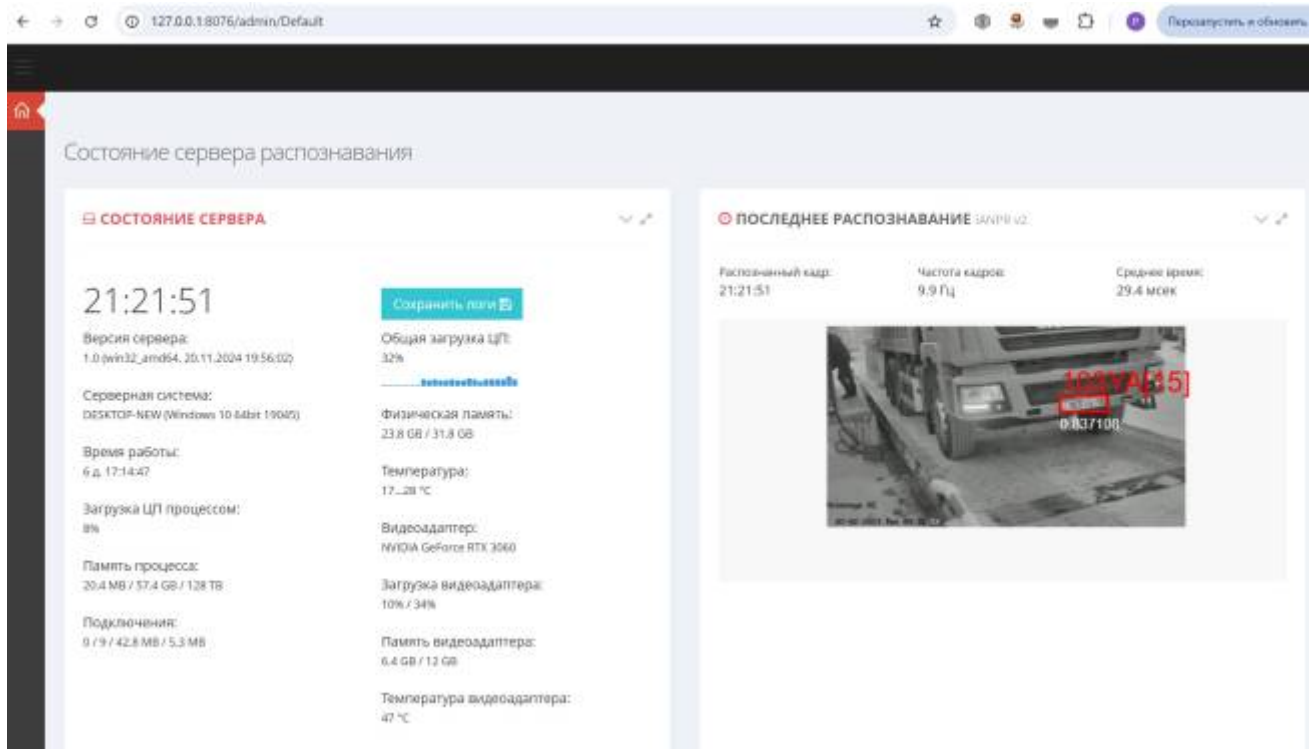 127.0.0.1:8076/admin/Default
Перезапустить и обновить
Состояние сервера распознавания
СОСТОЯНИЕ СЕРВЕРА
21:21:51
Версия сервера:
1.0 (win32_amd64, 20.11.2024 19:56:02)
Серверная система:
DESKTOP-NEW (Windows 10 64bit 19045)
Время работы:
6 д. 17:14:47
Загрузка ЦП процессом:
8%
Память процесса:
20.4 MB / 57.4 GB / 128 TB
Подключения:
0 / 9 / 42.8 MB / 5.3 MB
Сохранить логи
Общая загрузка ЦП:
32%
Физическая память:
23.8 GB / 31.8 GB
Температура:
17...28 °C
Видеоадаптер:
NVIDIA GeForce RTX 3060
Загрузка видеоадаптера:
10% / 34%
Память видеоадаптера:
6.4 GB / 12 GB
Температура видеоадаптера:
47 °C
ПОСЛЕДНЕЕ РАСПОЗНАВАНИЕ iANPR v2
Распознанный кадр:
21:21:51
Частота кадров:
9.9 Гц
Среднее время:
29.4 мсек
0.837108